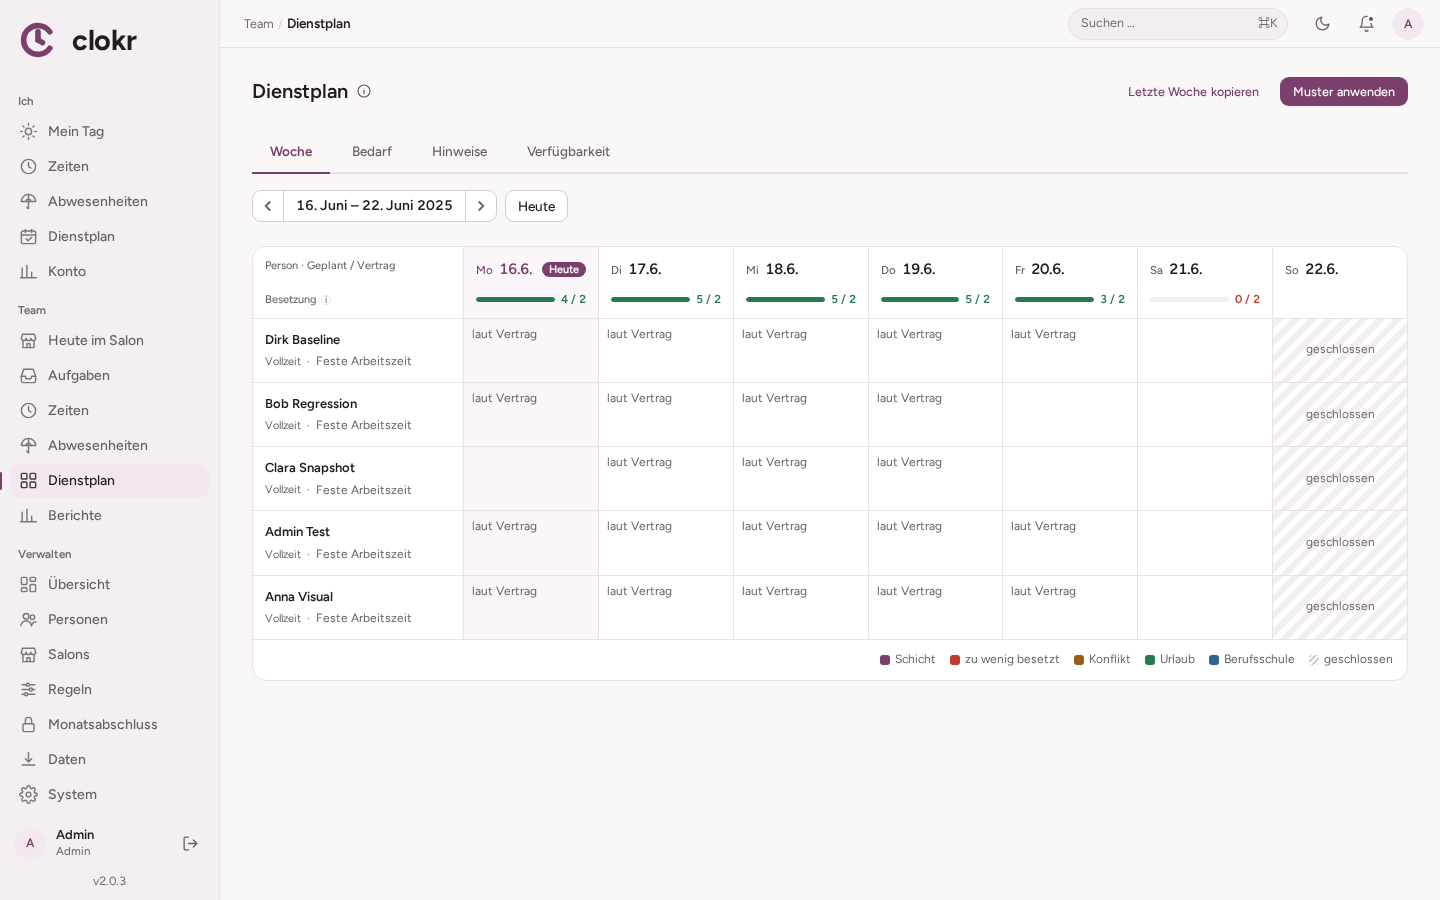 clokr
Team / Dienstplan
Suchen ... ⌘K
A
Ich
Mein Tag
Zeiten
Abwesenheiten
Dienstplan
Konto
Team
Heute im Salon
Aufgaben
Zeiten
Abwesenheiten
Dienstplan
Berichte
Verwalten
Übersicht
Personen
Salons
Regeln
Monatsabschluss
Daten
System
A
Admin
Admin
v2.0.3
Dienstplan
Letzte Woche kopieren
Muster anwenden
Woche Bedarf Hinweise Verfügbarkeit
16. Juni – 22. Juni 2025 Heute
Person · Geplant / Vertrag Mo 16.6. Heute Di 17.6. Mi 18.6. Do 19.6. Fr 20.6. Sa 21.6. So 22.6.
Besetzung 4 / 2 5 / 2 5 / 2 5 / 2 3 / 2 0 / 2
Dirk Baseline
Vollzeit · Feste Arbeitszeit
laut Vertrag laut Vertrag laut Vertrag laut Vertrag laut Vertrag geschlossen
Bob Regression
Vollzeit · Feste Arbeitszeit
laut Vertrag laut Vertrag laut Vertrag laut Vertrag geschlossen
Clara Snapshot
Vollzeit · Feste Arbeitszeit
laut Vertrag laut Vertrag laut Vertrag geschlossen
Admin Test
Vollzeit · Feste Arbeitszeit
laut Vertrag laut Vertrag laut Vertrag laut Vertrag laut Vertrag geschlossen
Anna Visual
Vollzeit · Feste Arbeitszeit
laut Vertrag laut Vertrag laut Vertrag laut Vertrag laut Vertrag geschlossen
Schicht zu wenig besetzt Konflikt Urlaub Berufsschule geschlossen